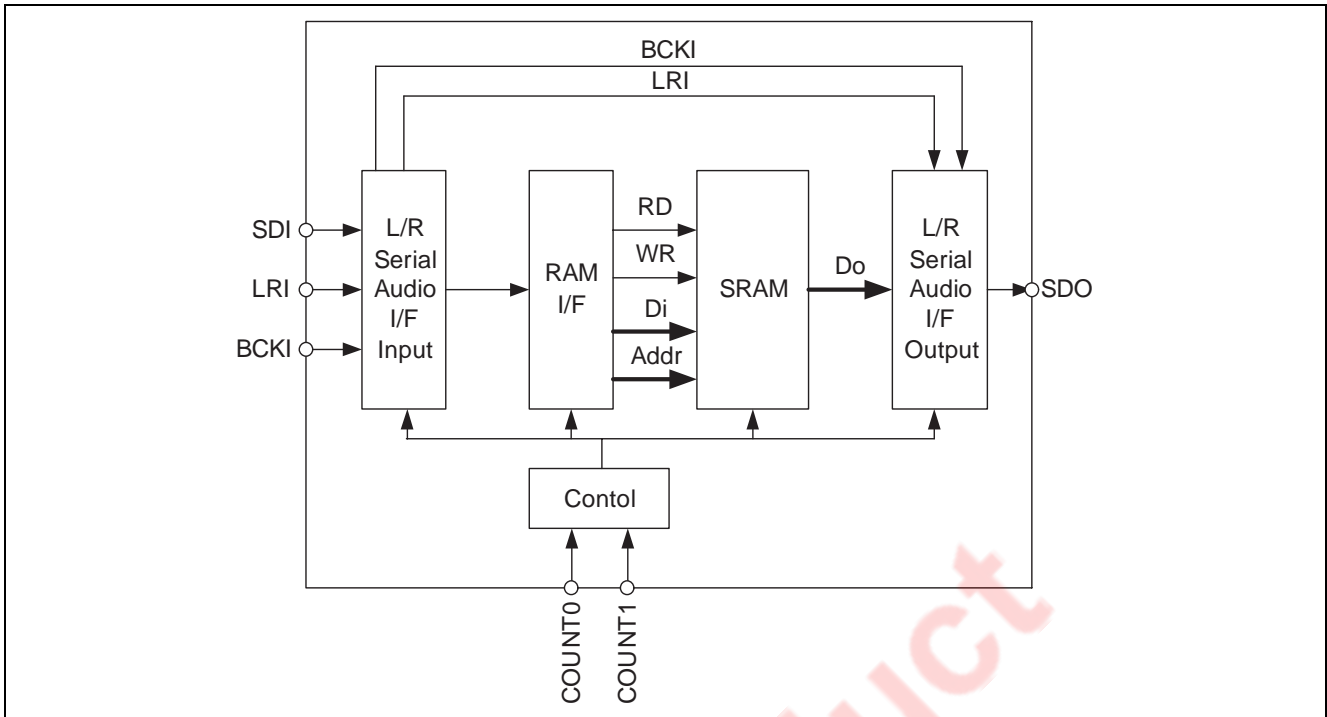 BCKI
LRI
SDI
LRI
BCKI
L/R
Serial
Audio
I/F
Input
RAM
I/F
RD
WR
Di
Addr
SRAM
Do
L/R
Serial
Audio
I/F
Output
SDO
Contol
COUNT0
COUNT1
uct